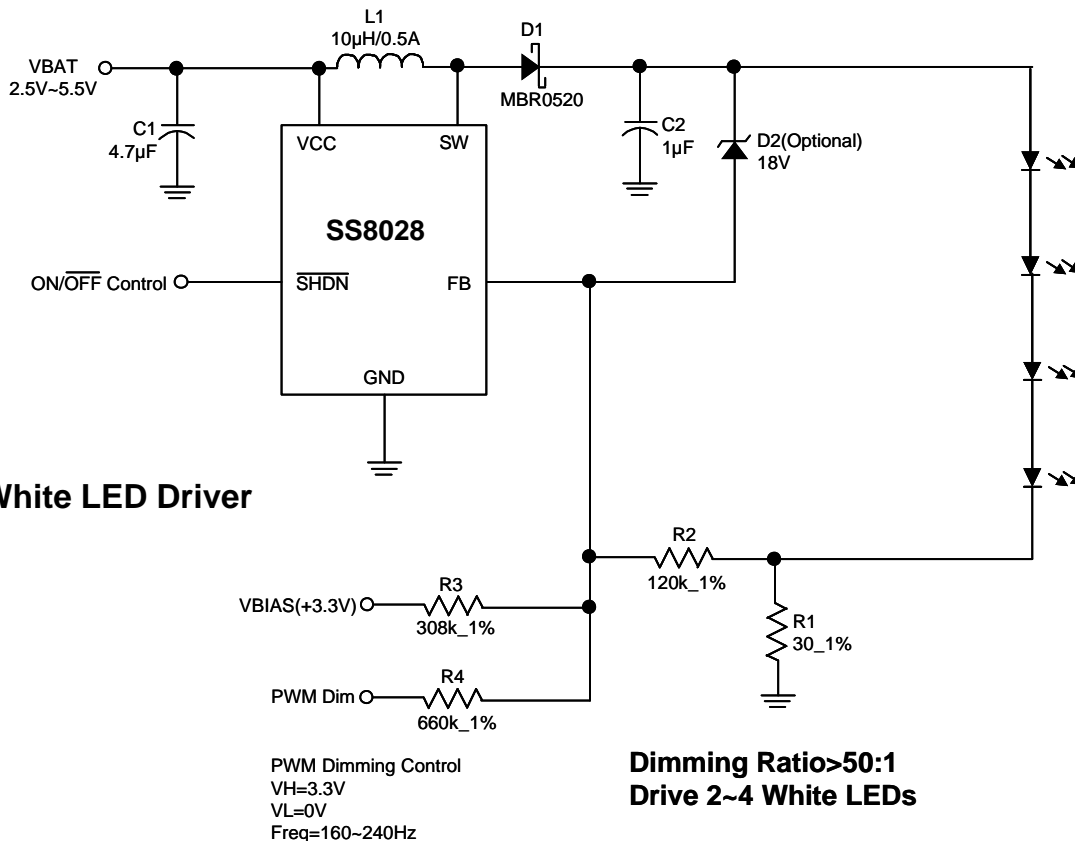 L1
10µH/0.5A
D1
MBR0520
VBAT
2.5V~5.5V
C1
4.7µF
VCC
SW
C2
1µF
D2(Optional)
18V
SS8028
ON/OFF Control
SHDN
FB
GND
White LED Driver
R2
120k_1%
VBIAS(+3.3V)
R3
308k_1%
R1
30_1%
PWM Dim
R4
660k_1%
PWM Dimming Control
VH=3.3V
VL=0V
Freq=160~240Hz
Dimming Ratio>50:1
Drive 2~4 White LEDs